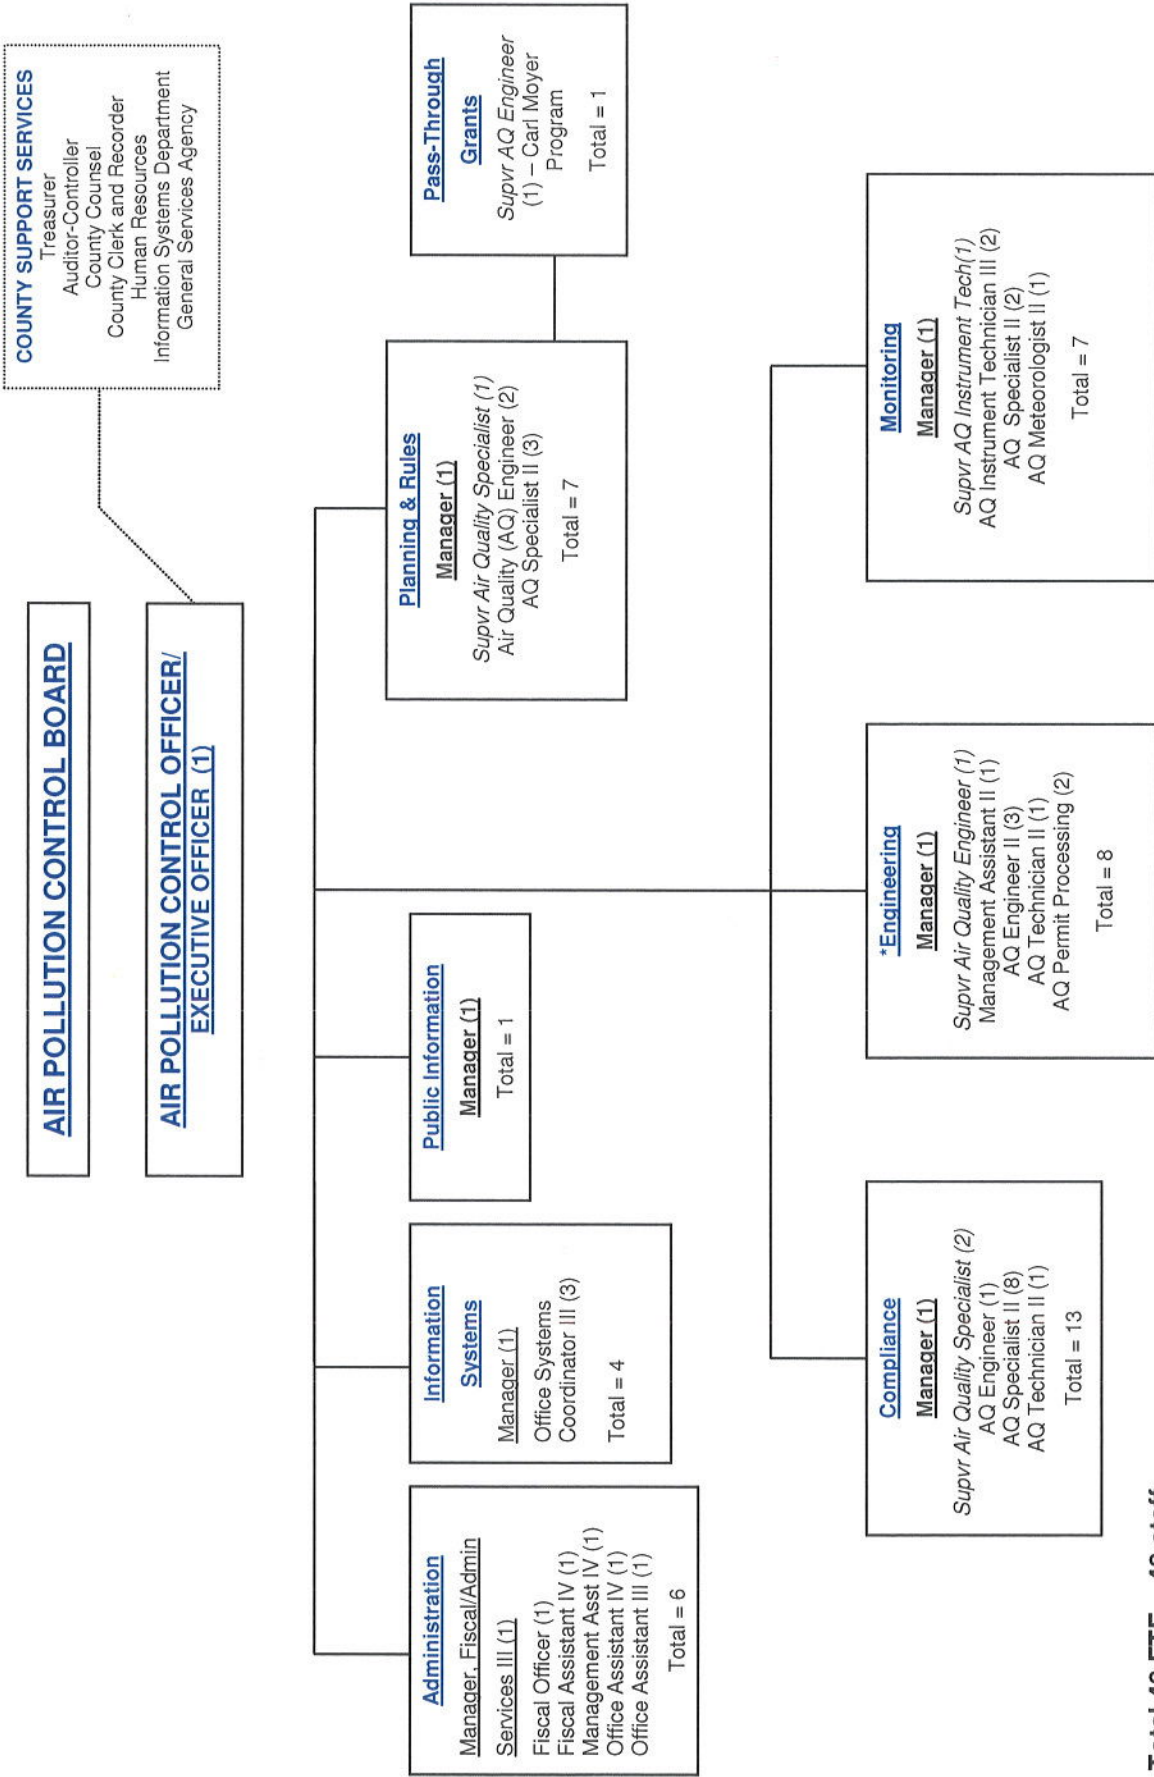 AIR POLLUTION CONTROL BOARD
AIR POLLUTION CONTROL OFFICER/
EXECUTIVE OFFICER (1)
COUNTY SUPPORT SERVICES
Treasurer
Auditor-Controller
County Counsel
County Clerk and Recorder
Human Resources
Information Systems Department
General Services Agency
Administration
Manager, Fiscal/Admin
Services III (1)
Fiscal Officer (1)
Fiscal Assistant IV (1)
Management Asst IV (1)
Office Assistant IV (1)
Office Assistant III (1)
Total = 6
Information
Systems
Manager (1)
Office Systems
Coordinator III (3)
Total = 4
Public Information
Manager (1)
Total = 1
Planning & Rules
Manager (1)
Supvr Air Quality Specialist (1)
Air Quality (AQ) Engineer (2)
AQ Specialist II (3)
Total = 7
Pass-Through
Grants
Supvr AQ Engineer
(1) – Carl Moyer
Program
Total = 1
Compliance
Manager (1)
Supvr Air Quality Specialist (2)
AQ Engineer (1)
AQ Specialist II (8)
AQ Technician II (1)
Total = 13
*Engineering
Manager (1)
Supvr Air Quality Engineer (1)
Management Assistant II (1)
AQ Engineer II (3)
AQ Technician II (1)
AQ Permit Processing (2)
Total = 8
Monitoring
Manager (1)
Supvr AQ Instrument Tech(1)
AQ Instrument Technician III (2)
AQ Specialist II (2)
AQ Meteorologist II (1)
Total = 7